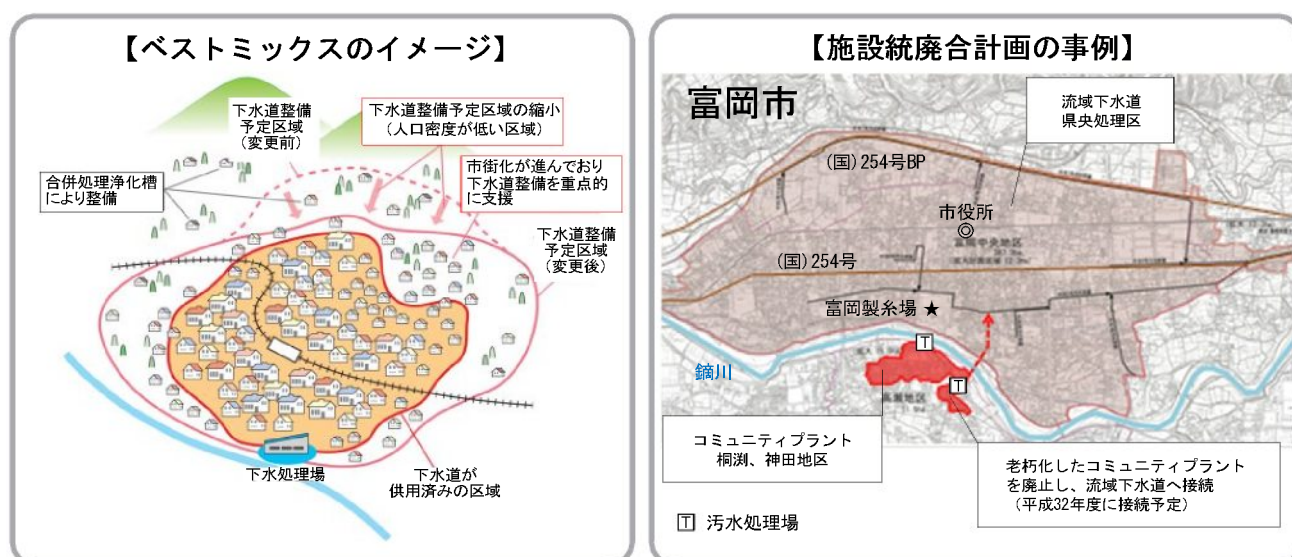 【ベストミックスのイメージ】
下水道整備
予定区域
(変更前)
下水道整備予定区域の縮小
(人口密度が低い区域)
合併処理浄化槽
により整備
市街化が進んでおり
下水道整備を重点的
に支援
下水道整備
予定区域
(変更後)
下水処理場
下水道が
供用済みの区域
【施設統廃合計画の事例】
富岡市
流域下水道
県央処理区
(国)254号BP
市役所
富岡中央地区
(国)254号
富岡製糸場 ★
T
鏑川
T
高瀬地区
コミュニティプラント
桐渕、神田地区
老朽化したコミュニティプラント
を廃止し、流域下水道へ接続
(平成32年度に接続予定)
T 汚水処理場